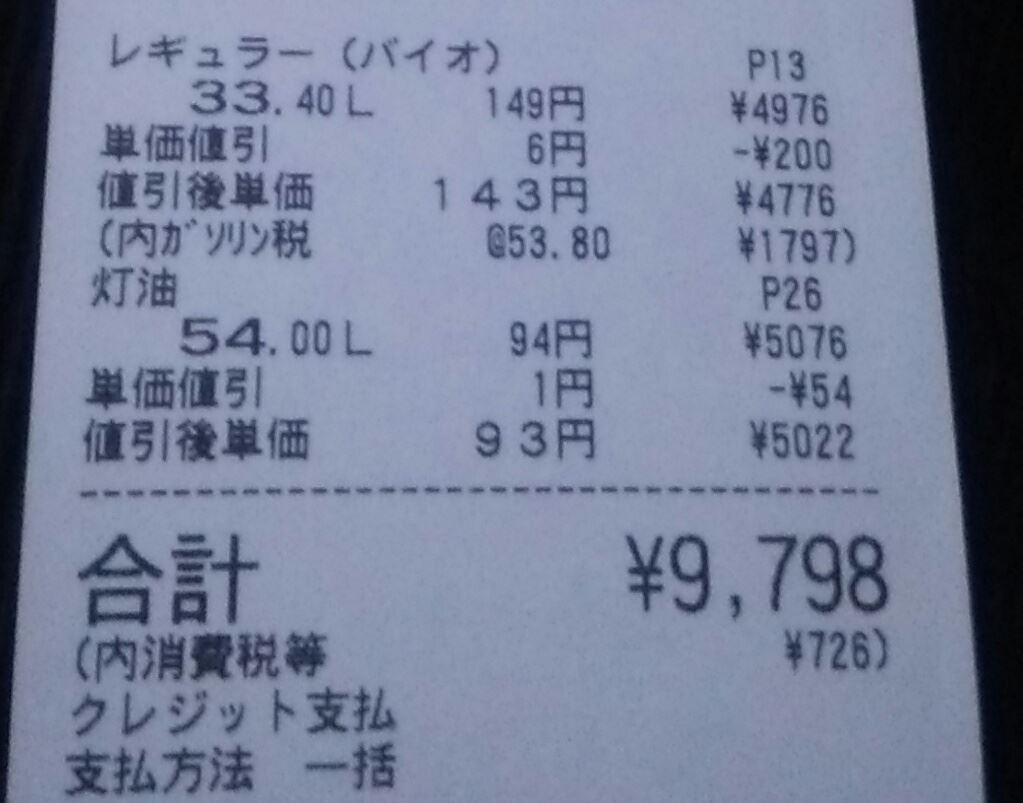 レギュラー(バイオ) P13
33.40L 149円 ¥4976
単価値引 6円 -¥200
値引後単価 143円 ¥4776
(内ガソリン税 @53.80 ¥1797)
灯油 P26
54.00L 94円 ¥5076
単価値引 1円 -¥54
値引後単価 93円 ¥5022
合計 ¥9,798
(内消費税等 ¥726)
クレジット支払
支払方法 一括